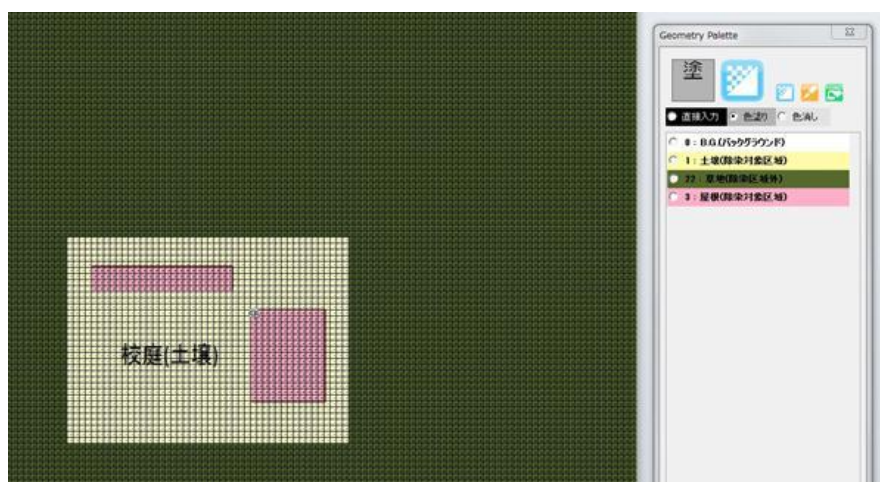 Geometry Palette
塗
直接入力 色塗り 色消し
0 : B.G.(バックグラウンド)
1 : 土壌(除染対象区域)
22 : 草地(除染区域外)
3 : 屋根(除染対象区域)
校庭(土壌)